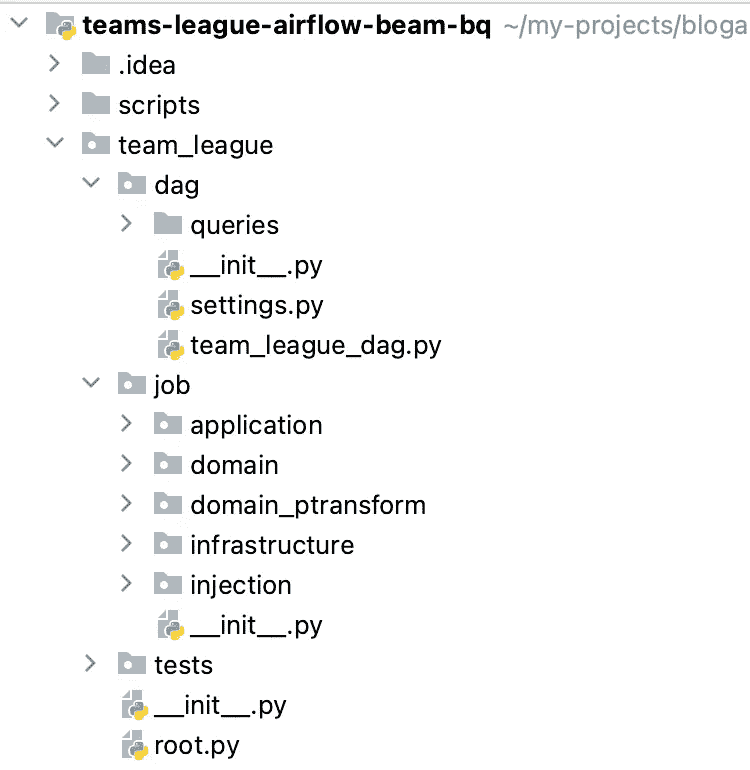 teams-league-airflow-beam-bq ~/my-projects/bloga
.idea
scripts
team_league
dag
queries
__init__.py
settings.py
team_league_dag.py
job
application
domain
domain_ptransform
infrastructure
injection
__init__.py
tests
__init__.py
root.py